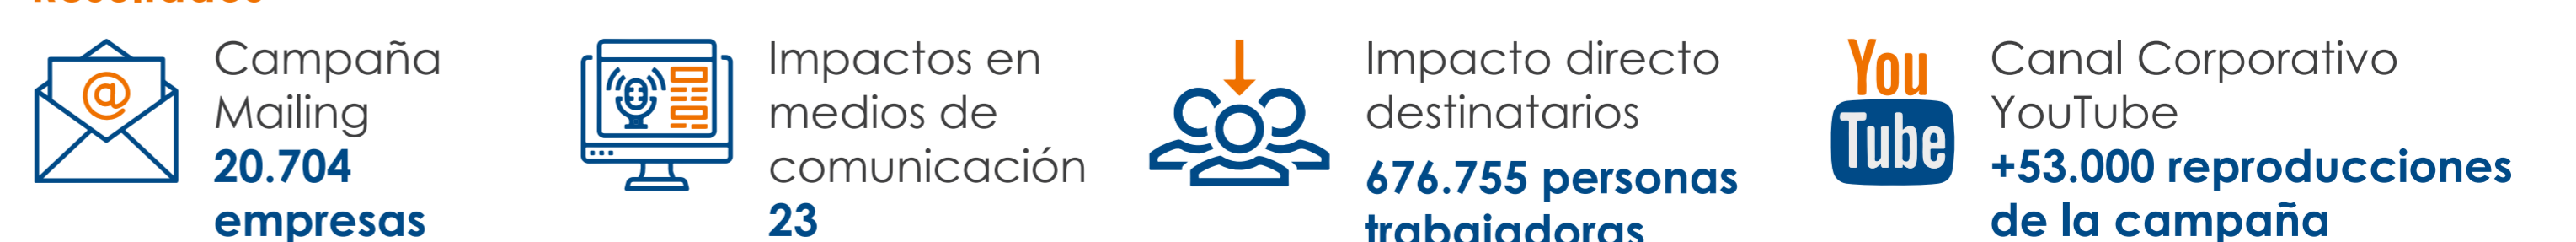 Resultados
Campaña
Mailing
20.704
empresas
Impactos en
medios de
comunicación
23
Impacto directo
destinatarios
676.755 personas
trabajadoras
You
Tube
Canal Corporativo
YouTube
+53.000 reproducciones
de la campaña